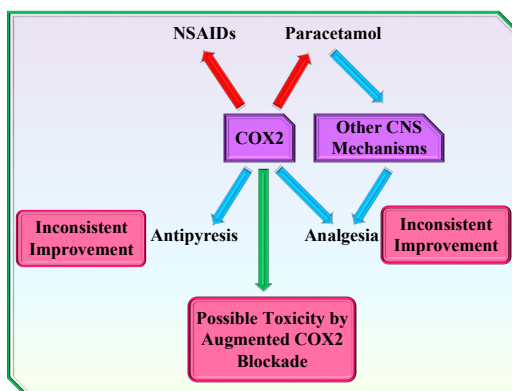 NSAIDs
Paracetamol
COX2
Other CNS
Mechanisms
Inconsistent
Improvement
Antipyresis
Analgesia
Inconsistent
Improvement
Possible Toxicity by
Augmented COX2
Blockade